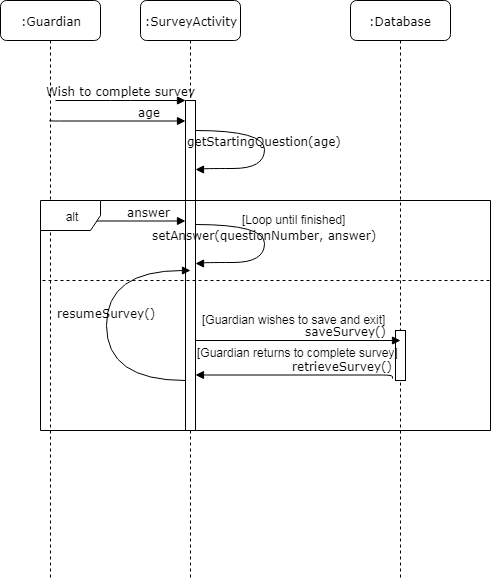 :Guardian
:SurveyActivity
:Database
Wish to complete survey
age
getStartingQuestion(age)
alt
answer
[Loop until finished]
setAnswer(questionNumber, answer)
resumeSurvey()
[Guardian wishes to save and exit]
saveSurvey()
[Guardian returns to complete survey]
retrieveSurvey()